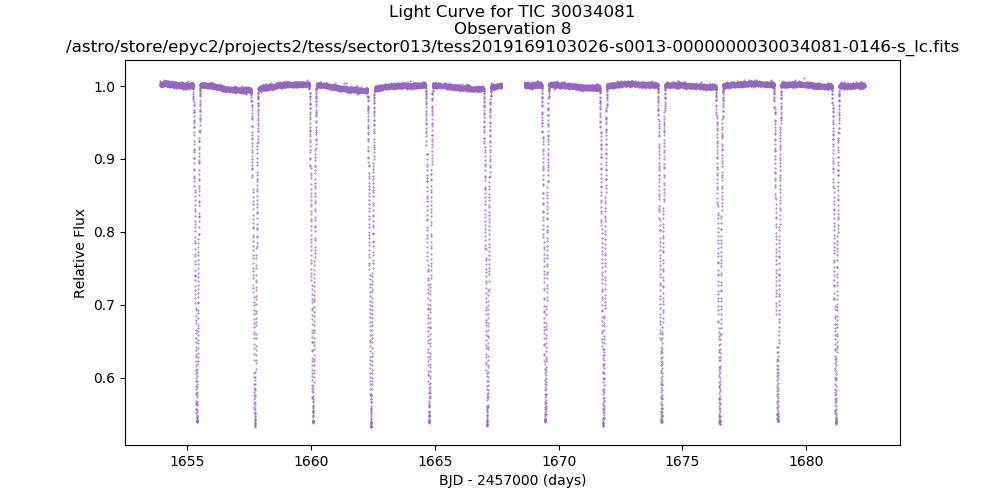 Light Curve for TIC 30034081
Observation 8
/astro/store/epyc2/projects2/tess/sector013/tess2019169103026-s0013-0000000030034081-0146-s_lc.fits
1.0
0.9
0.8
0.7
0.6
Relative Flux
1655 1660 1665 1670 1675 1680
BJD - 2457000 (days)